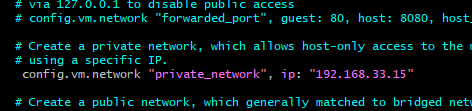 # via 127.0.0.1 to disable public access
# config.vm.network "forwarded_port", guest: 80, host: 8080, host_
# Create a private network, which allows host-only access to the m
# using a specific IP.
config.vm.network "private_network", ip: "192.168.33.15"
# Create a public network, which generally matched to bridged net